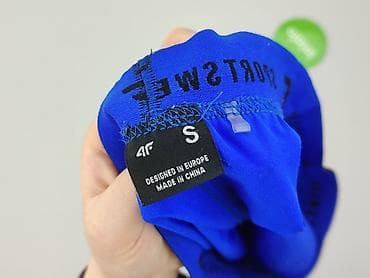 SPORTSWE
4F
S
DESIGNED IN EUROPE
MADE IN CHINA